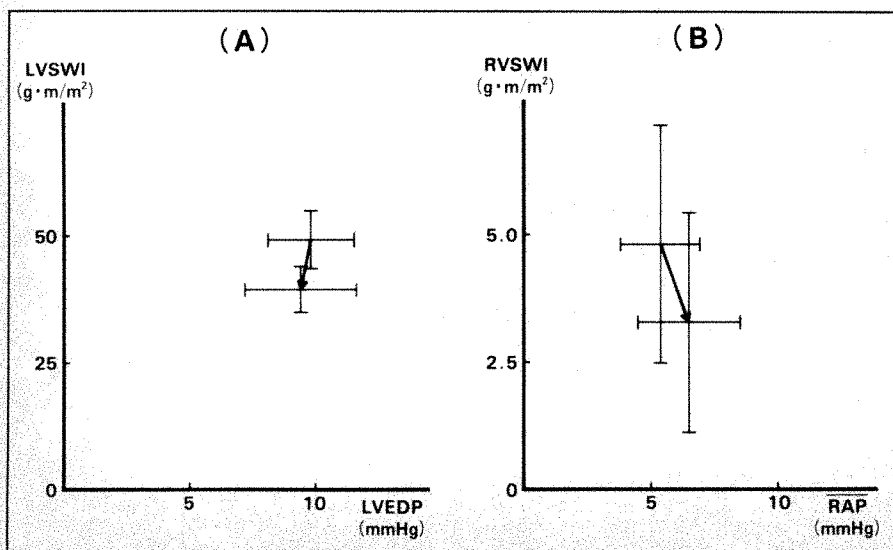 (A)
LVSWI
(g·m/m²)
50
25
0
5
10
LVEDP
(mmHg)
(B)
RVSWI
(g·m/m²)
5.0
2.5
0
5
10
RAP
(mmHg)